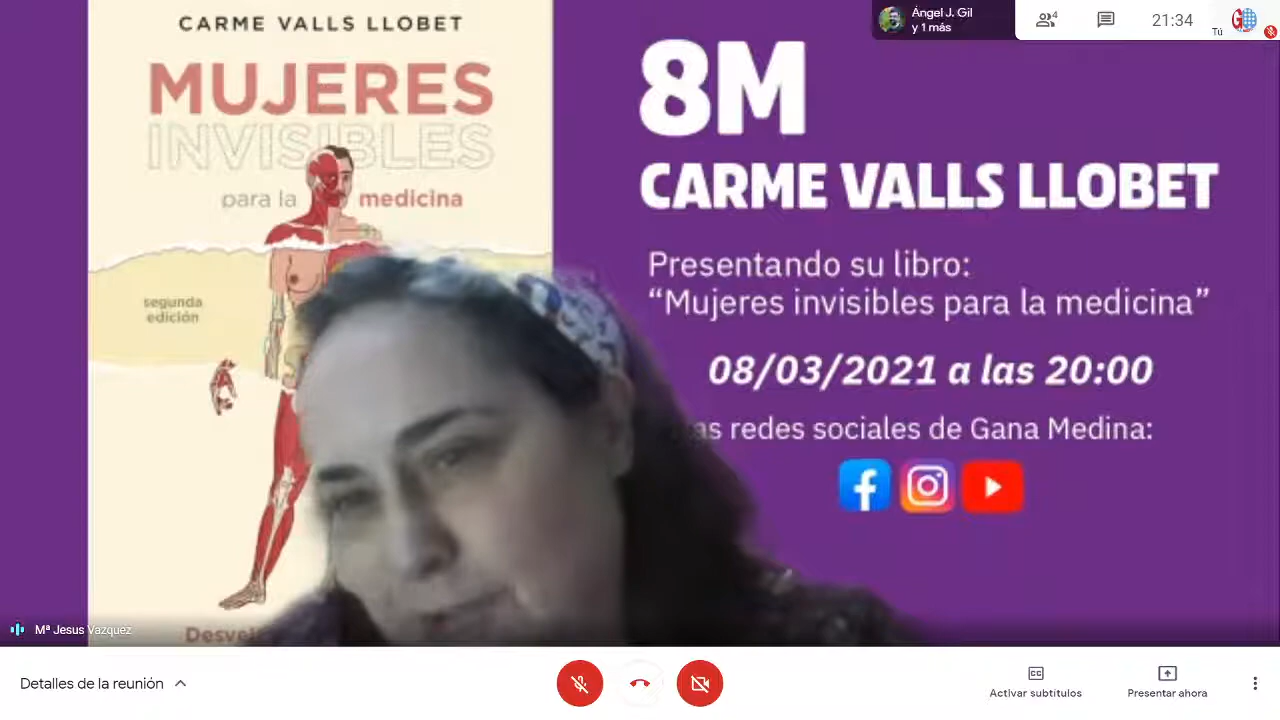 CARME VALLS LLOBET
MUJERES
INVISIBLES
para la medicina
segunda
edición
Desvel
8M
CARME VALLS LLOBET
Presentando su libro:
“Mujeres invisibles para la medicina”
08/03/2021 a las 20:00
as redes sociales de Gana Medina:
Ángel J. Gil
y 1 más
4
21:34
Tú
Mª Jesus Vazquez
Detalles de la reunión
CC
Activar subtítulos
Presentar ahora